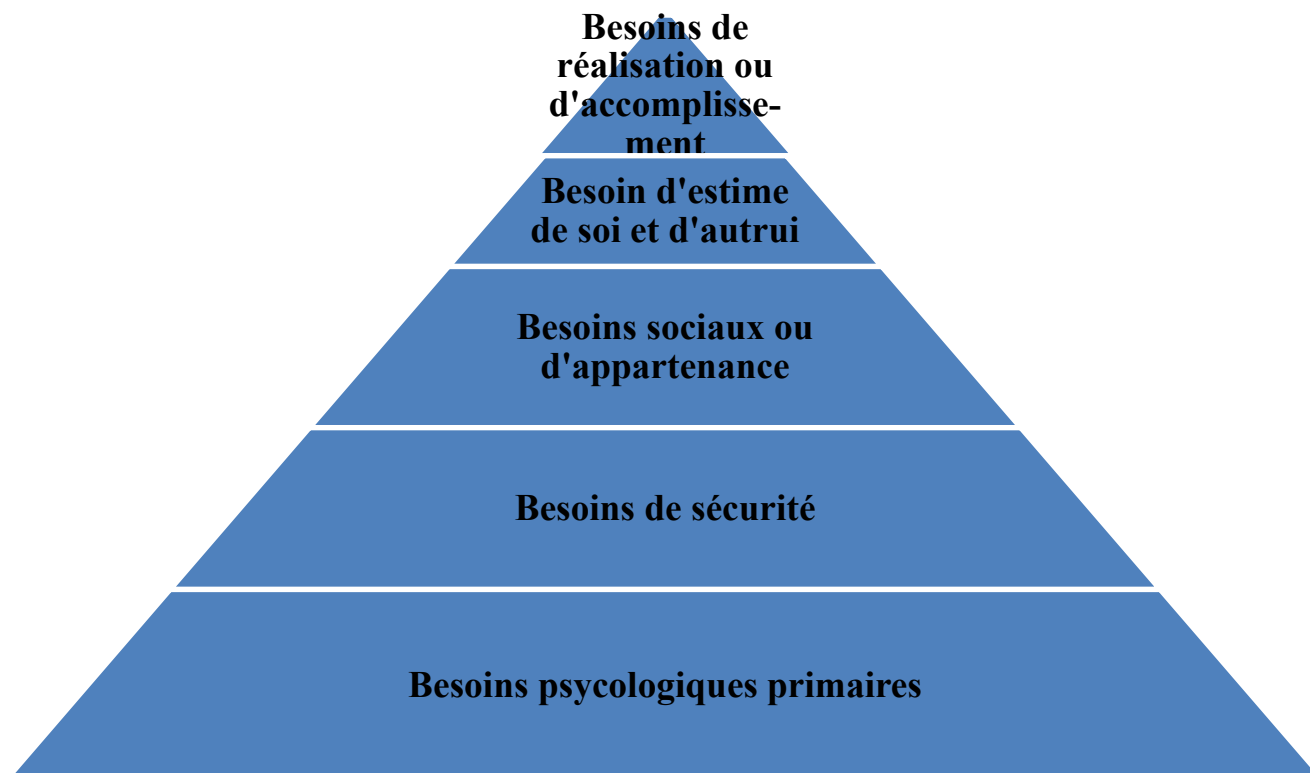 Besoins de
réalisation ou
d'accomplisse-
ment
Besoin d'estime
de soi et d'autrui
Besoins sociaux ou
d'appartenance
Besoins de sécurité
Besoins psycologiques primaires